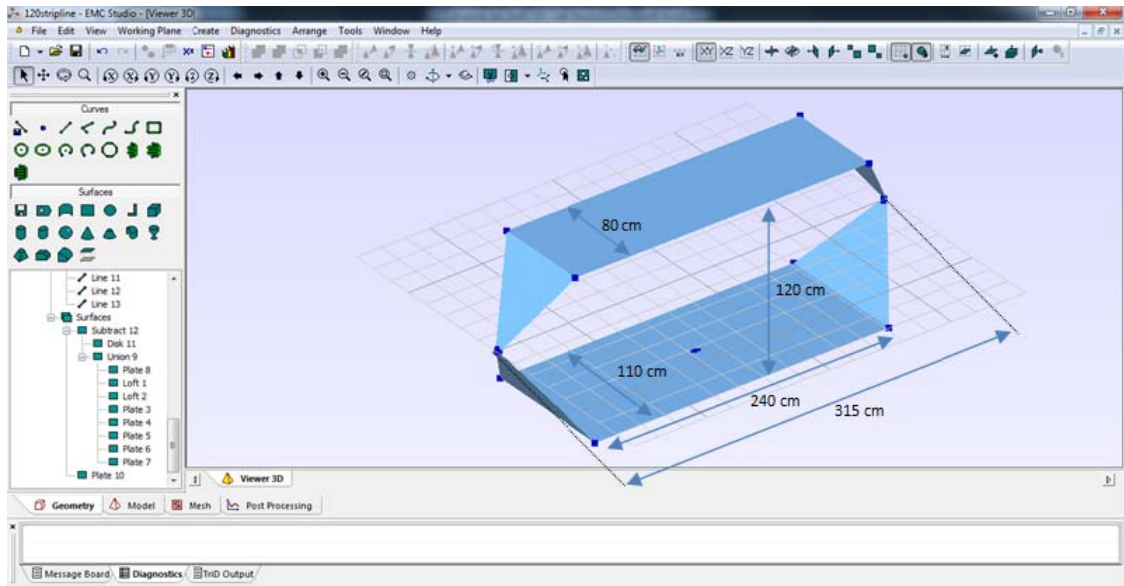 120stripline - EMC Studio - [Viewer 3D]
File Edit View Working Plane Create Diagnostics Arrange Tools Window Help
XY XZ YZ
Curves
Surfaces
Line 11
Line 12
Line 13
Surfaces
Subtract 12
Disk 11
Union 9
Plate 8
Loft 1
Loft 2
Plate 3
Plate 4
Plate 5
Plate 6
Plate 7
Plate 10
80 cm
120 cm
110 cm
240 cm
315 cm
Viewer 3D
Geometry Model Mesh Post Processing
Message Board Diagnostics TriD Output